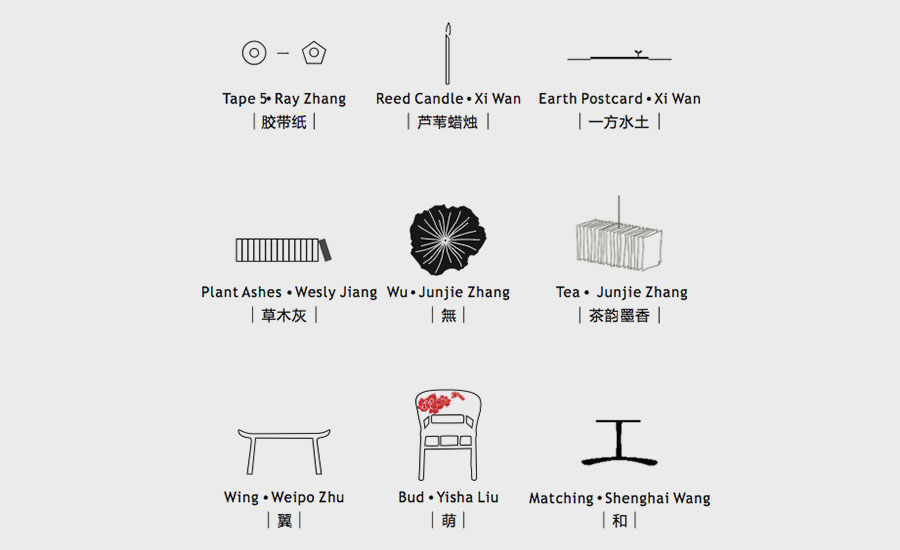 Tape 5• Ray Zhang
| 胶带纸 |
Reed Candle • Xi Wan
| 芦苇蜡烛 |
Earth Postcard • Xi Wan
| 一方水土 |
Plant Ashes • Wesly Jiang
| 草木灰 |
Wu • Junjie Zhang
| 無 |
Tea • Junjie Zhang
| 茶韵墨香 |
Wing • Weipo Zhu
| 翼 |
Bud • Yisha Liu
| 萌 |
Matching • Shenghai Wang
| 和 |